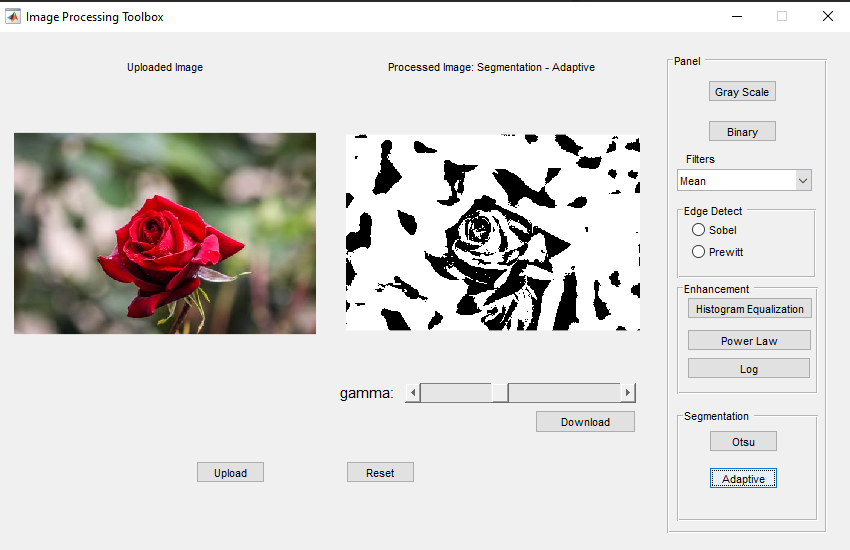 Image Processing Toolbox
Uploaded Image
Processed Image: Segmentation - Adaptive
Panel
Gray Scale
Binary
Filters
Mean
Edge Detect
Sobel
Prewitt
Enhancement
Histogram Equalization
Power Law
Log
gamma:
Download
Segmentation
Otsu
Adaptive
Upload
Reset